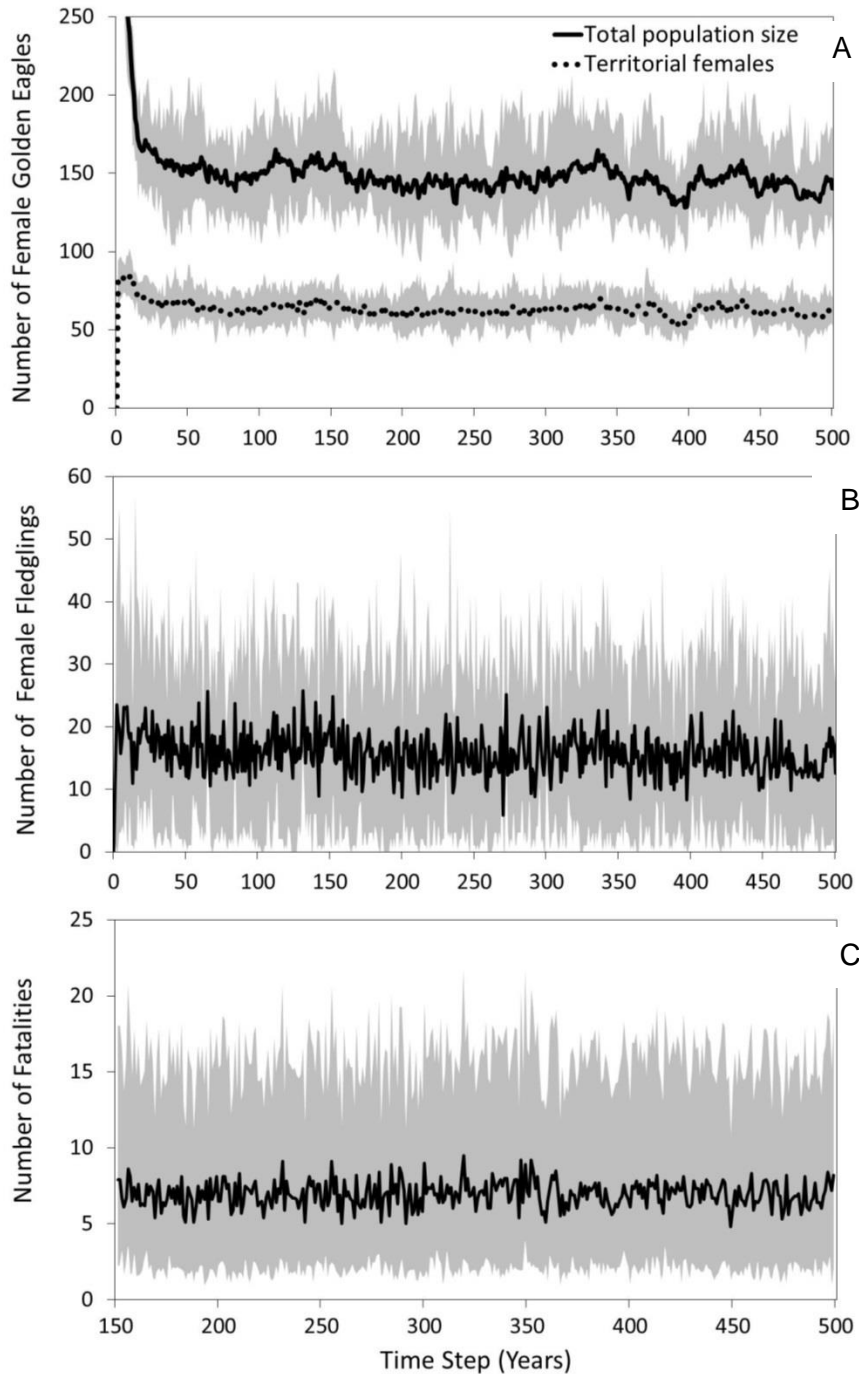 Total population size
Territorial females
A
Number of Female Golden Eagles
250
200
150
100
50
0
0 50 100 150 200 250 300 350 400 450 500
B
Number of Female Fledglings
60
50
40
30
20
10
0
0 50 100 150 200 250 300 350 400 450 500
C
Number of Fatalities
25
20
15
10
5
0
150 200 250 300 350 400 450 500
Time Step (Years)